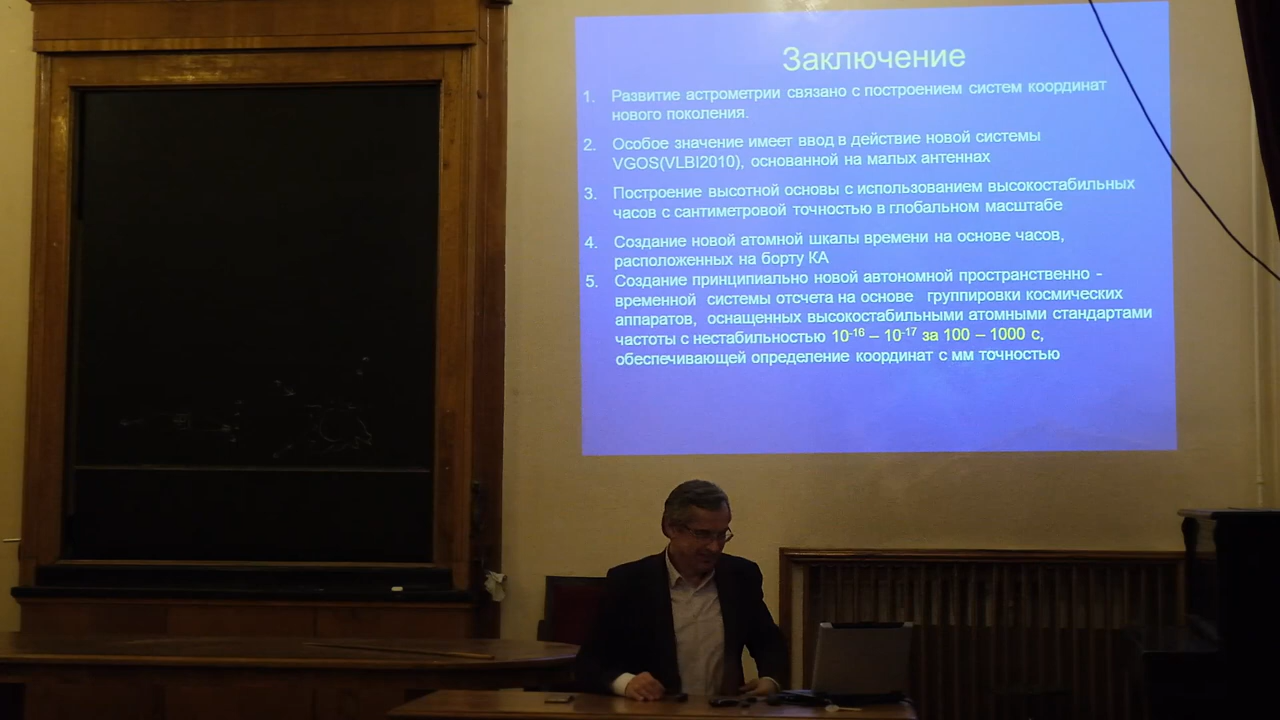 Заключение
1. Развитие астрометрии связано с построением систем координат
нового поколения.
2. Особое значение имеет ввод в действие новой системы
VGOS(VLBI2010), основанной на малых антеннах
3. Построение высотной основы с использованием высокостабильных
часов с сантиметровой точностью в глобальном масштабе
4. Создание новой атомной шкалы времени на основе часов,
расположенных на борту КА
5. Создание принципиально новой автономной пространственно -
временной системы отсчета на основе группировки космических
аппаратов, оснащенных высокостабильными атомными стандартами
частоты с нестабильностью 10⁻¹⁶ – 10⁻¹⁷ за 100 – 1000 с,
обеспечивающей определение координат с мм точностью